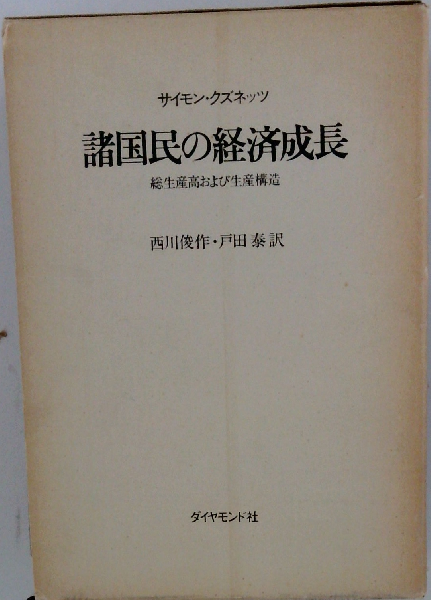 サイモン・クズネッツ
諸国民の経済成長
総生産高および生産構造
西川俊作・戸田泰訳
ダイヤモンド社